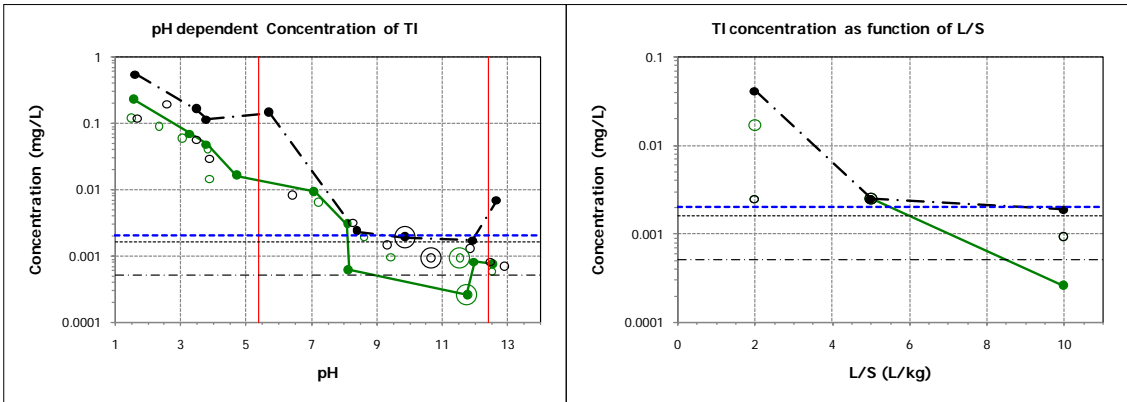 pH dependent Concentration of Tl
Concentration (mg/L)
1
0.1
0.01
0.001
0.0001
1 3 5 7 9 11 13
pH
Tl concentration as function of L/S
Concentration (mg/L)
0.1
0.01
0.001
0.0001
0 2 4 6 8 10
L/S (L/kg)